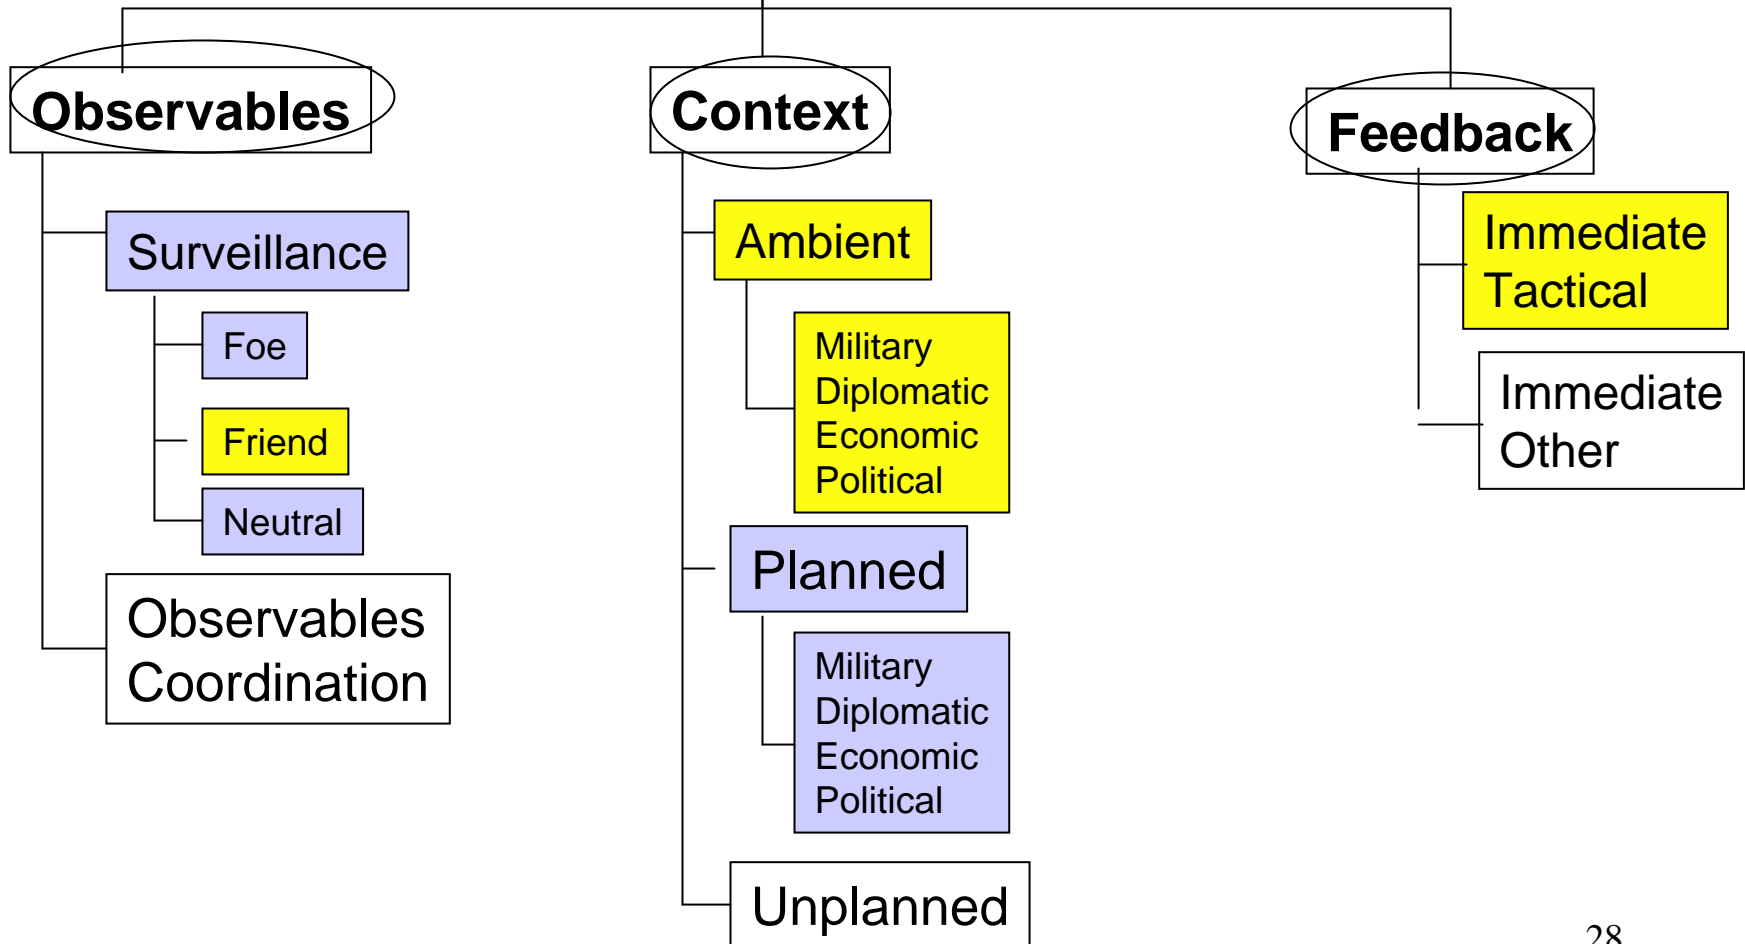 Observables
Surveillance
Foe
Friend
Neutral
Observables
Coordination
Context
Ambient
Military
Diplomatic
Economic
Political
Planned
Military
Diplomatic
Economic
Political
Unplanned
Feedback
Immediate
Tactical
Immediate
Other
28